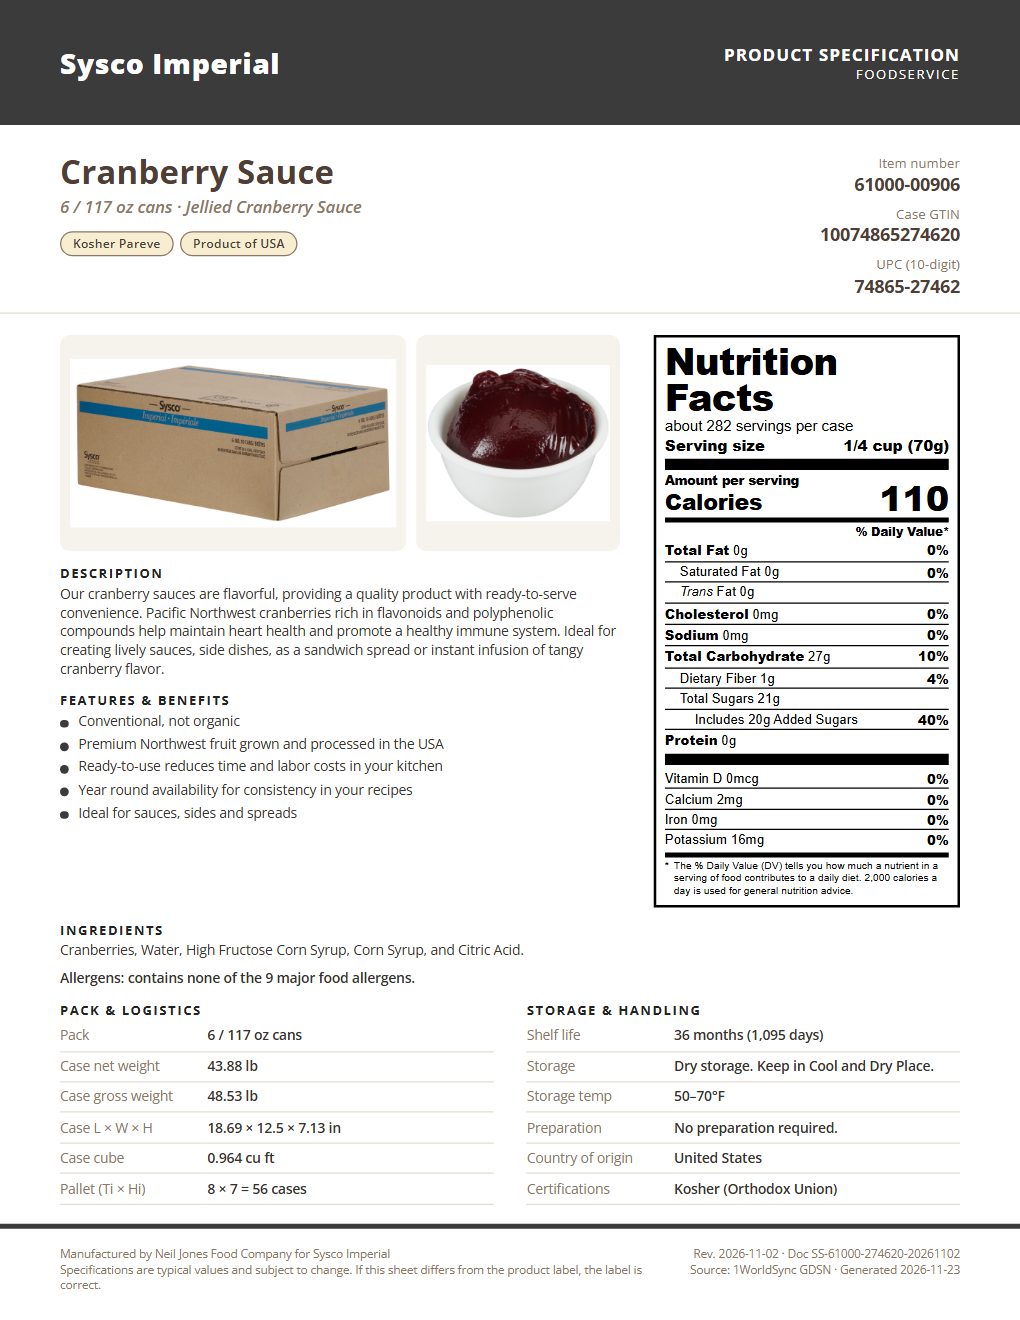 Sysco Imperial
PRODUCT SPECIFICATION
FOODSERVICE
Cranberry Sauce
6 / 117 oz cans · Jellied Cranberry Sauce
Kosher Pareve
Product of USA
Item number
61000-00906
Case GTIN
10074865274620
UPC (10-digit)
74865-27462
Sysco
Imperial · Impériale
Sysco
Sysco
Imperial · Impériale
DESCRIPTION
Our cranberry sauces are flavorful, providing a quality product with ready-to-serve
convenience. Pacific Northwest cranberries rich in flavonoids and polyphenolic
compounds help maintain heart health and promote a healthy immune system. Ideal for
creating lively sauces, side dishes, as a sandwich spread or instant infusion of tangy
cranberry flavor.
FEATURES & BENEFITS
Conventional, not organic
Premium Northwest fruit grown and processed in the USA
Ready-to-use reduces time and labor costs in your kitchen
Year round availability for consistency in your recipes
Ideal for sauces, sides and spreads
Nutrition
Facts
about 282 servings per case
Serving size 1/4 cup (70g)
Amount per serving
Calories 110
% Daily Value*
Total Fat 0g 0%
Saturated Fat 0g 0%
Trans Fat 0g
Cholesterol 0mg 0%
Sodium 0mg 0%
Total Carbohydrate 27g 10%
Dietary Fiber 1g 4%
Total Sugars 21g
Includes 20g Added Sugars 40%
Protein 0g
Vitamin D 0mcg 0%
Calcium 2mg 0%
Iron 0mg 0%
Potassium 16mg 0%
* The % Daily Value (DV) tells you how much a nutrient in a
serving of food contributes to a daily diet. 2,000 calories a
day is used for general nutrition advice.
INGREDIENTS
Cranberries, Water, High Fructose Corn Syrup, Corn Syrup, and Citric Acid.
Allergens: contains none of the 9 major food allergens.
PACK & LOGISTICS
Pack 6 / 117 oz cans
Case net weight 43.88 lb
Case gross weight 48.53 lb
Case L × W × H 18.69 × 12.5 × 7.13 in
Case cube 0.964 cu ft
Pallet (Ti × Hi) 8 × 7 = 56 cases
STORAGE & HANDLING
Shelf life 36 months (1,095 days)
Storage Dry storage. Keep in Cool and Dry Place.
Storage temp 50–70°F
Preparation No preparation required.
Country of origin United States
Certifications Kosher (Orthodox Union)
Manufactured by Neil Jones Food Company for Sysco Imperial
Specifications are typical values and subject to change. If this sheet differs from the product label, the label is
correct.
Rev. 2026-11-02 · Doc SS-61000-274620-20261102
Source: 1WorldSync GDSN · Generated 2026-11-23